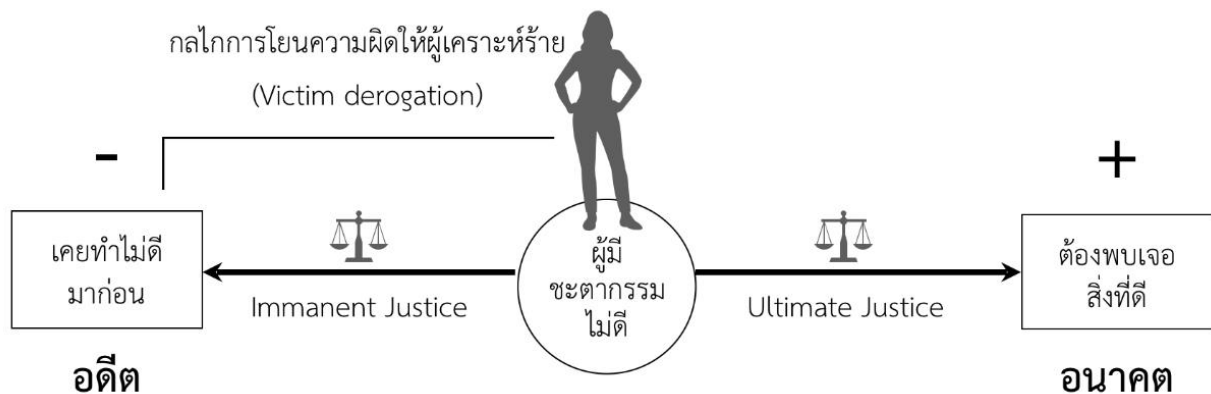 กลไกการโยนความผิดให้ผู้เคราะห์ร้าย
(Victim derogation)
-
+
เคยทำไม่ดี
มาก่อน
Immanent Justice
ผู้มี
ชะตากรรม
ไม่ดี
Ultimate Justice
ต้องพบเจอ
สิ่งที่ดี
อดีต
อนาคต